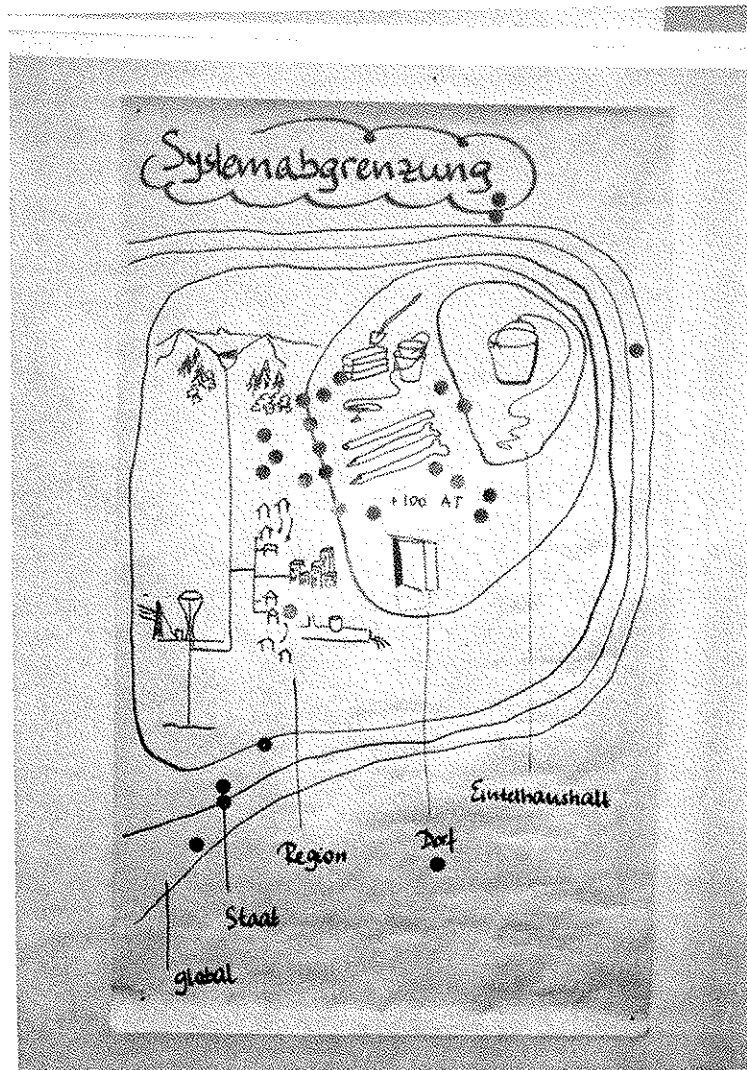 Systemabgrenzung
+100 AT
Einzelhaushalt
Dorf
Region
Staat
global